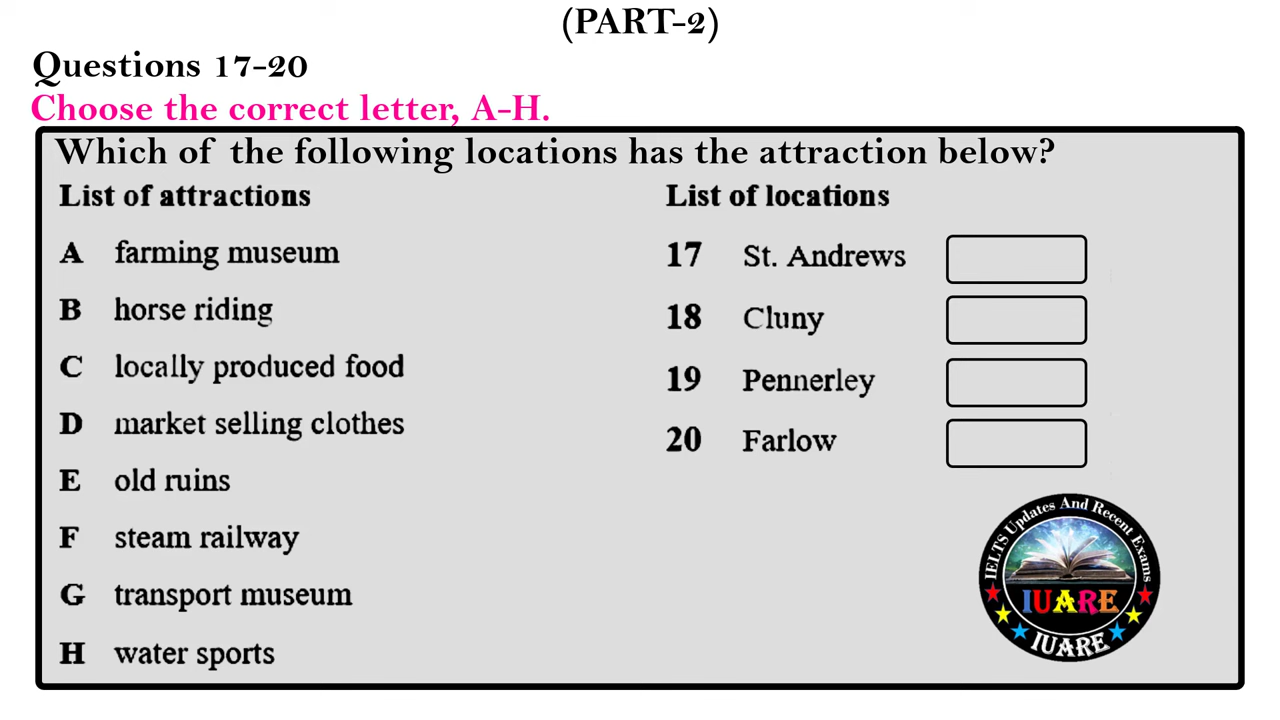 (PART-2)
Questions 17-20
Choose the correct letter, A-H.
Which of the following locations has the attraction below?
List of attractions
A farming museum
B horse riding
C locally produced food
D market selling clothes
E old ruins
F steam railway
G transport museum
H water sports
List of locations
17 St. Andrews
18 Cluny
19 Pennerley
20 Farlow
IELTS Updates And Recent Exams
IUARE
IUARE